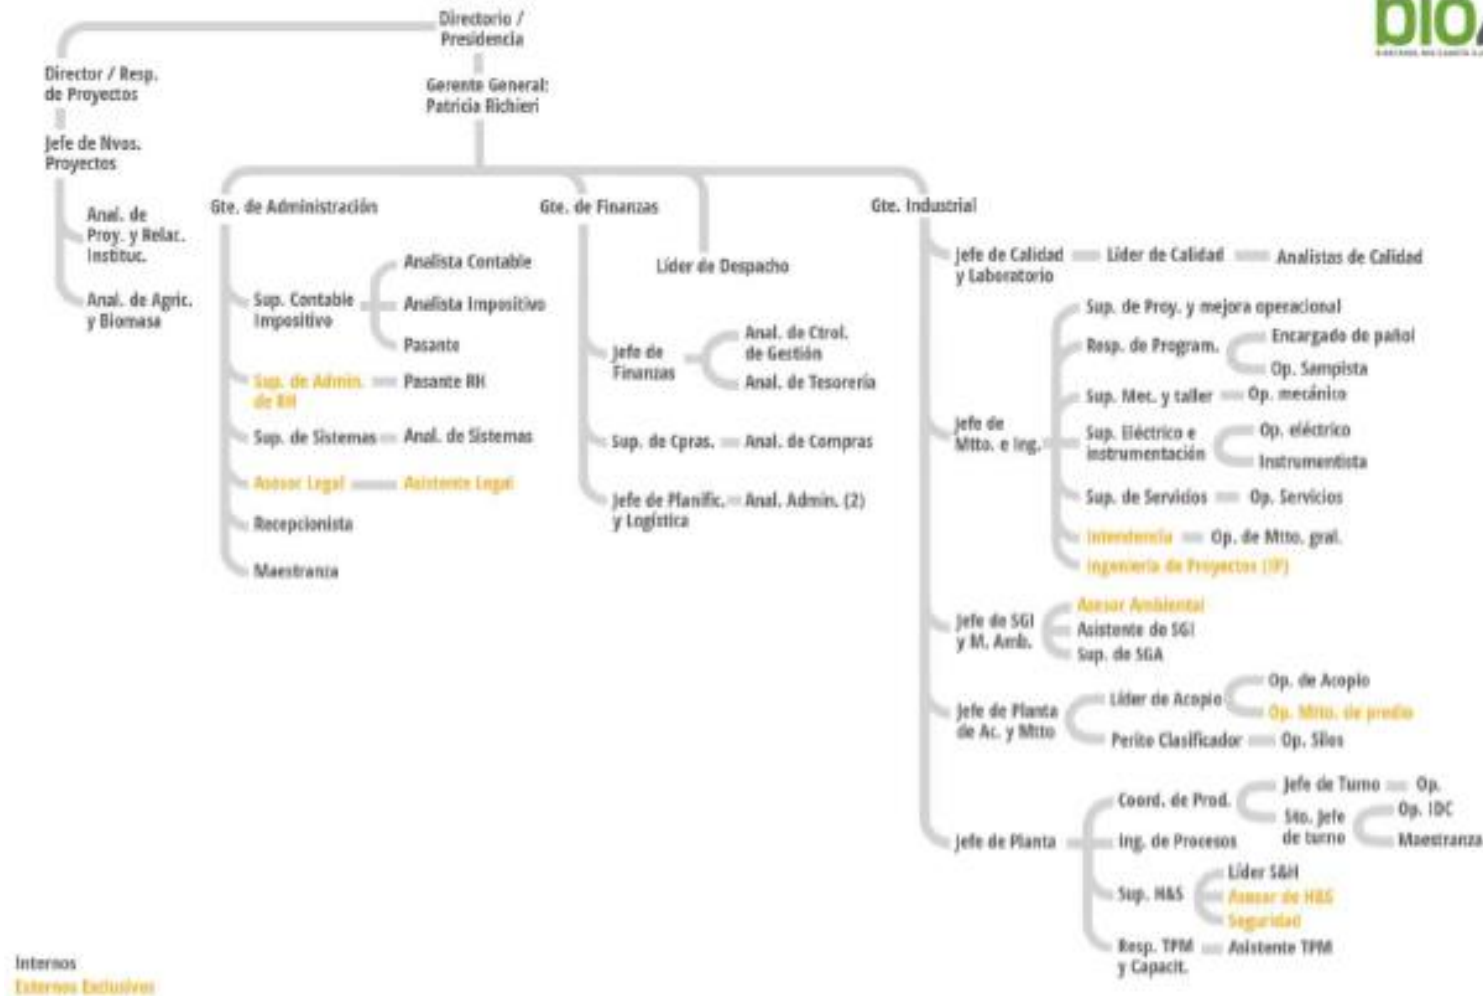 Directorio /
Presidencia
bio
Director / Resp.
de Proyectos
Gerente General:
Patricia Richieri
Jefe de Nvos.
Proyectos
Anal. de
Proy. y Relac.
Instituc.
Anal. de Agric.
y Biomasa
Gte. de Administración
Sup. Contable
Impositivo
Analista Contable
Analista Impositivo
Pasante
Sup. de Admin.
de RH
Pasante RH
Sup. de Sistemas
Anal. de Sistemas
Asesor Legal
Asistente Legal
Recepcionista
Maestranza
Gte. de Finanzas
Jefe de
Finanzas
Anal. de Ctrol.
de Gestión
Anal. de Tesorería
Sup. de Cpras.
Anal. de Compras
Jefe de Planific.
y Logística
Anal. Admin. (2)
Líder de Despacho
Gte. Industrial
Jefe de Calidad
y Laboratorio
Líder de Calidad
Analistas de Calidad
Jefe de
Mtto. e Ing.
Sup. de Proy. y mejora operacional
Resp. de Program.
Encargado de pañol
Op. Sampista
Sup. Mec. y taller
Op. mecánico
Sup. Eléctrico e
instrumentación
Op. eléctrico
Instrumentista
Sup. de Servicios
Op. Servicios
Intendencia
Op. de Mtto. gral.
Ingeniería de Proyectos (IP)
Jefe de SGI
y M. Amb.
Asesor Ambiental
Asistente de SGI
Sup. de SGA
Jefe de Planta
de Ac. y Mtto
Líder de Acopio
Op. de Acopio
Op. Mtto. de predio
Perito Clasificador
Op. Silos
Jefe de Planta
Coord. de Prod.
Jefe de Turno
Op.
Sto. Jefe
de turno
Op. IDC
Maestranza
Ing. de Procesos
Sup. H&S
Líder S&H
Asesor de H&S
Seguridad
Resp. TPM
y Capacit.
Asistente TPM
Internos
Externos Exclusivos